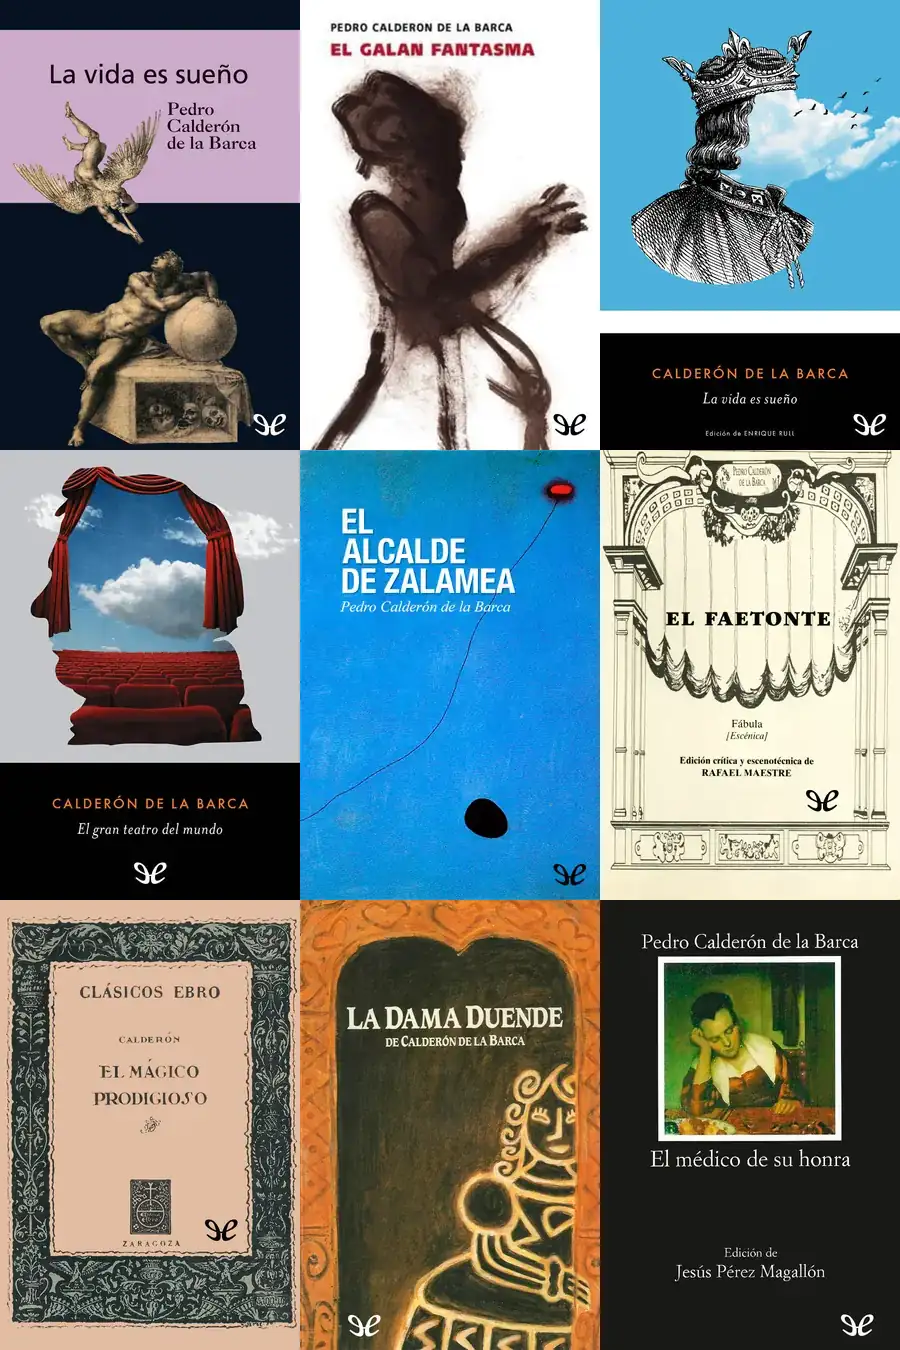 La vida es sueño
Pedro
Calderón
de la Barca
PEDRO CALDERON DE LA BARCA
EL GALAN FANTASMA
CALDERÓN DE LA BARCA
La vida es sueño
Edición de ENRIQUE RULL
CALDERÓN DE LA BARCA
El gran teatro del mundo
EL
ALCALDE
DE ZALAMEA
Pedro Calderón de la Barca
PEDRO CALDERÓN
DE LA BARCA
EL FAETONTE
Fábula
[Escénica]
Edición crítica y escenotécnica de
RAFAEL MAESTRE
CLÁSICOS EBRO
CALDERÓN
EL MÁGICO
PRODIGIOSO
ZARAGOZA
LA DAMA DUENDE
DE CALDERÓN DE LA BARCA
Pedro Calderón de la Barca
El médico de su honra
Edición de
Jesús Pérez Magallón